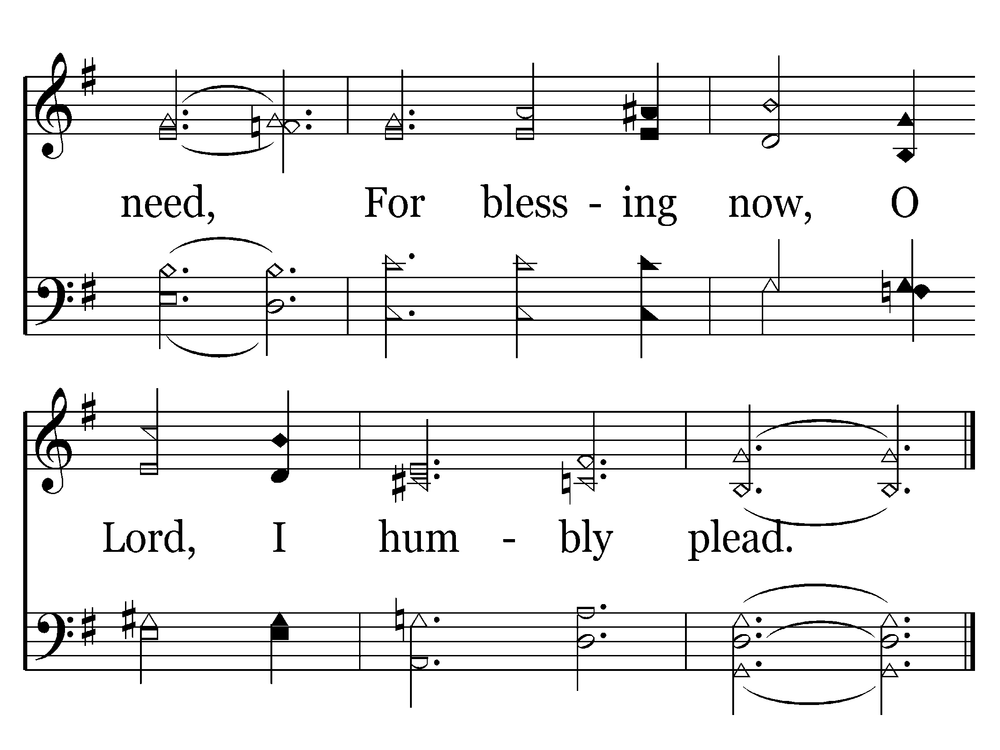 need, For bless - ing now, O
Lord, I hum - bly plead.